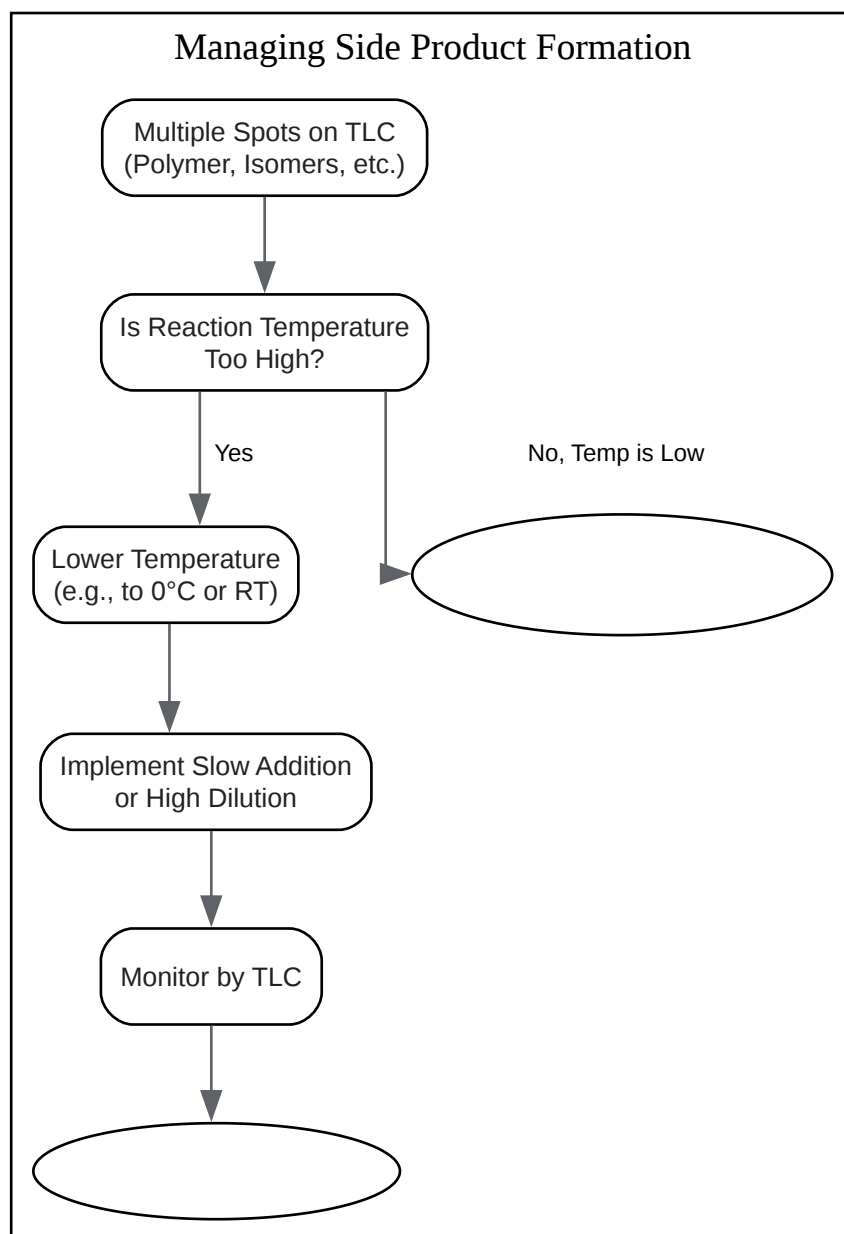 Managing Side Product Formation
Multiple Spots on TLC
(Polymer, Isomers, etc.)
Is Reaction Temperature
Too High?
Yes
No, Temp is Low
Lower Temperature
(e.g., to 0°C or RT)
Implement Slow Addition
or High Dilution
Monitor by TLC